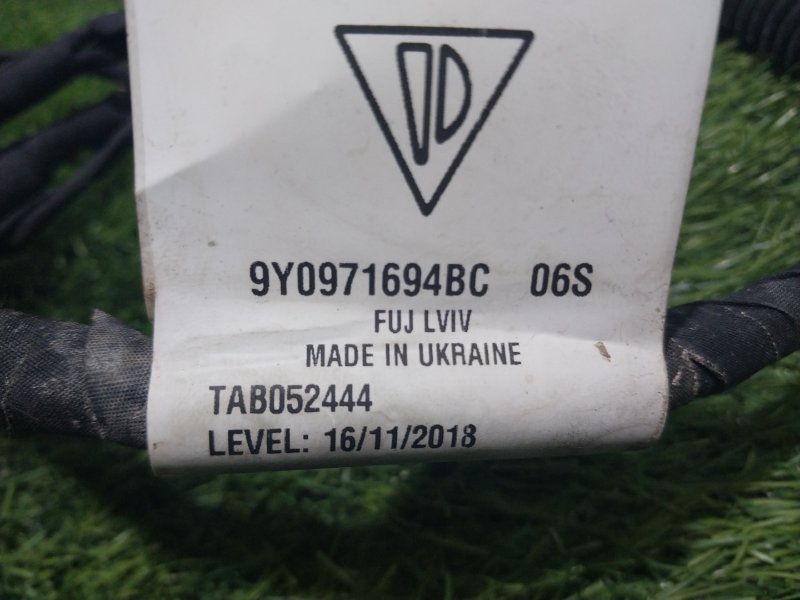 9Y0971694BC 06S
FUJ LVIV
MADE IN UKRAINE
TAB052444
LEVEL: 16/11/2018